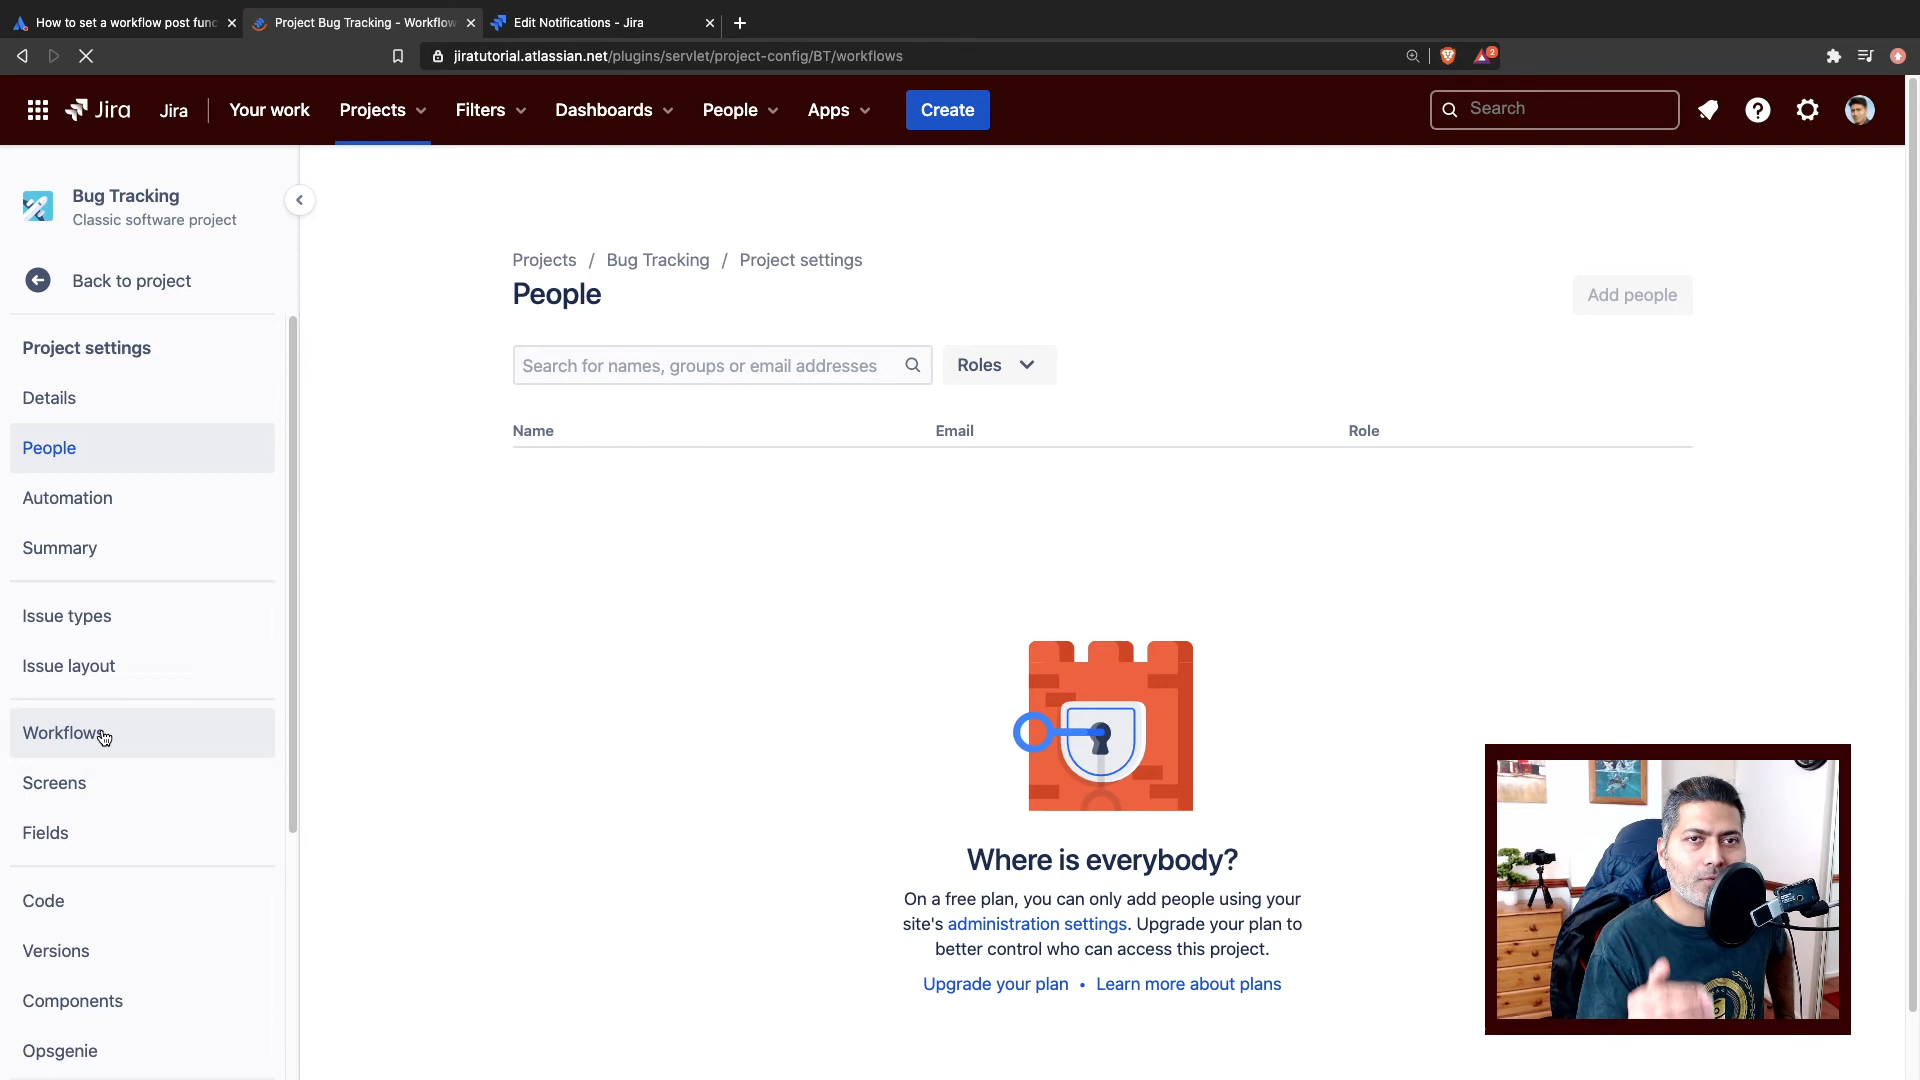 How to set a workflow post func
Project Bug Tracking - Workflow
Edit Notifications - Jira
jiratutorial.atlassian.net/plugins/servlet/project-config/BT/workflows
2
Jira
Jira
Your work
Projects
Filters
Dashboards
People
Apps
Create
Search
Bug Tracking
Classic software project
Back to project
Project settings
Details
People
Automation
Summary
Issue types
Issue layout
Workflows
Screens
Fields
Code
Versions
Components
Opsgenie
Projects / Bug Tracking / Project settings
People
Add people
Search for names, groups or email addresses
Roles
Name
Email
Role
Where is everybody?
On a free plan, you can only add people using your
site's administration settings. Upgrade your plan to
better control who can access this project.
Upgrade your plan • Learn more about plans